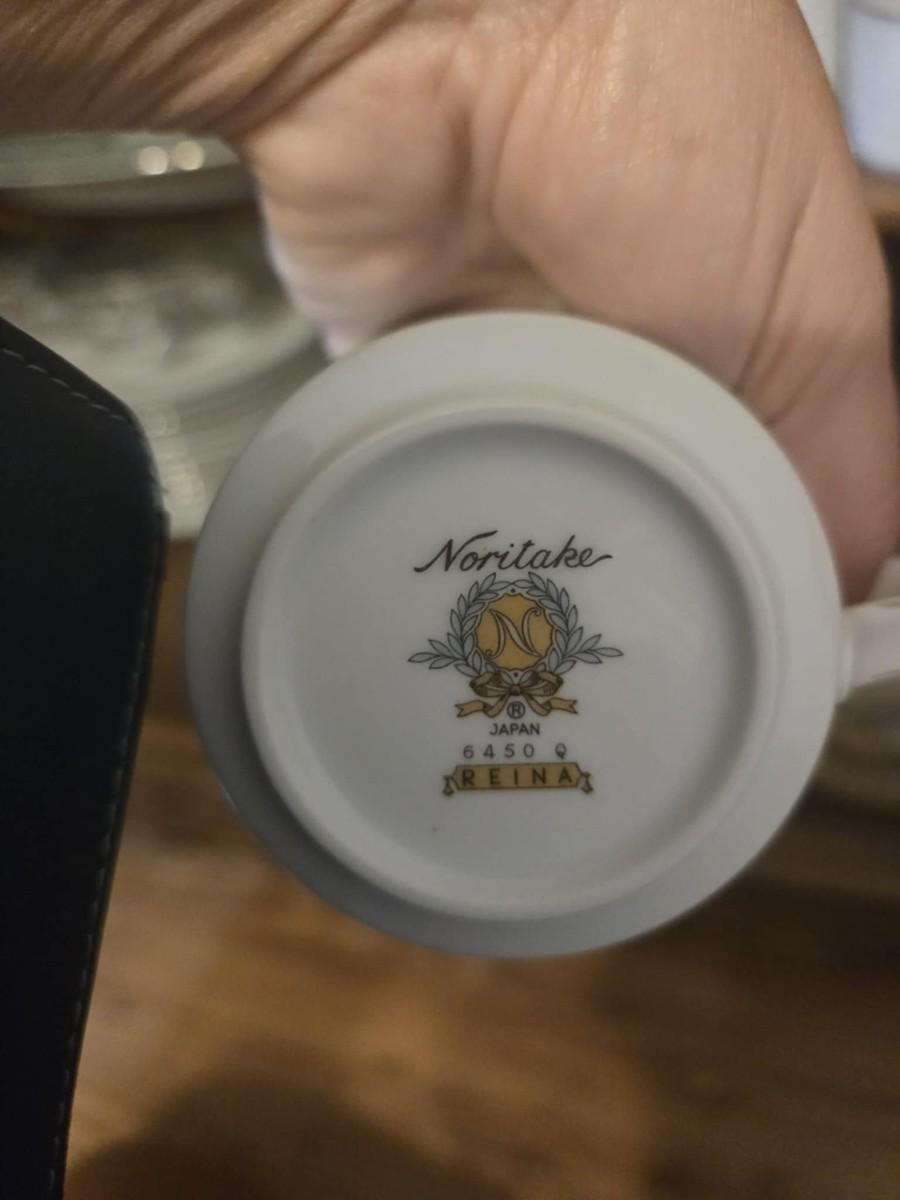 Noritake
N
®
JAPAN
6450 Q
REINA